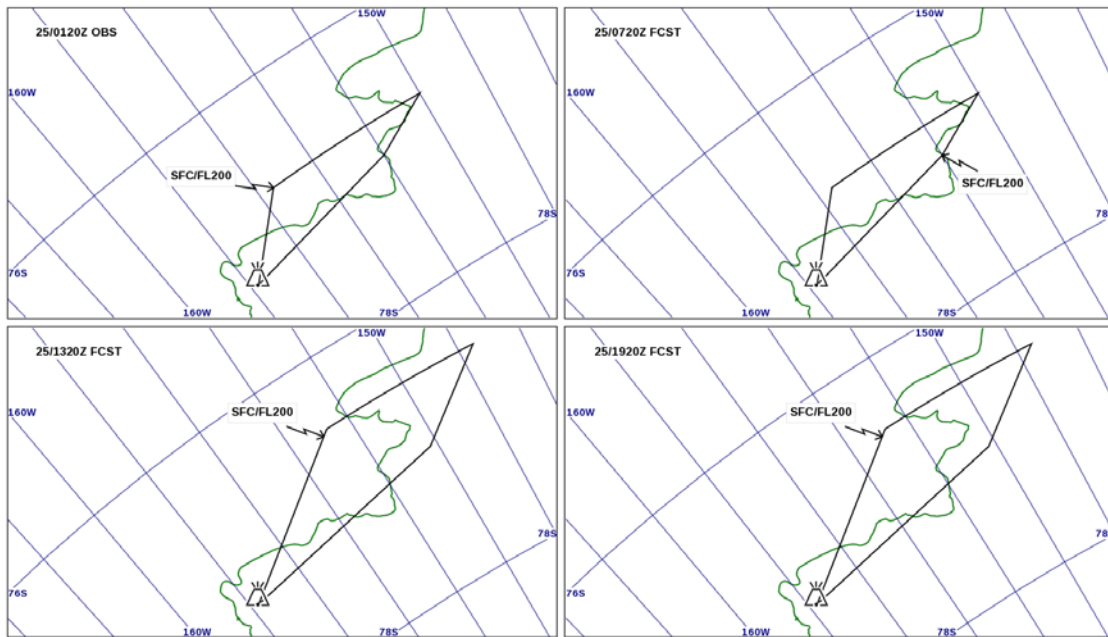 25/0120Z OBS
150W
160W
SFC/FL200
78S
76S
160W
78S
25/0720Z FCST
150W
160W
SFC/FL200
78S
76S
160W
78S
25/1320Z FCST
150W
160W
SFC/FL200
78S
76S
160W
78S
25/1920Z FCST
150W
160W
SFC/FL200
78
76S
160W
78S